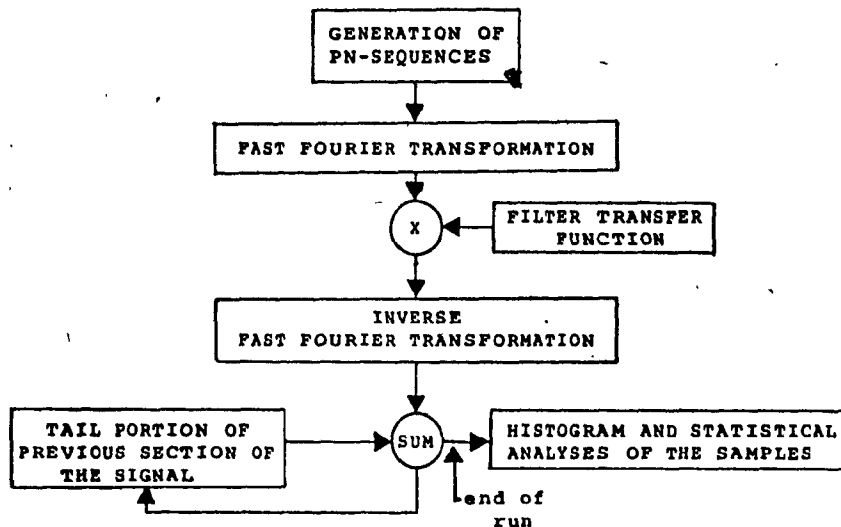 GENERATION OF
PN-SEQUENCES
FAST FOURIER TRANSFORMATION
X
FILTER TRANSFER
FUNCTION
INVERSE
FAST FOURIER TRANSFORMATION
TAIL PORTION OF
PREVIOUS SECTION OF
THE SIGNAL
SUM
HISTOGRAM AND STATISTICAL
ANALYSES OF THE SAMPLES
end of
run